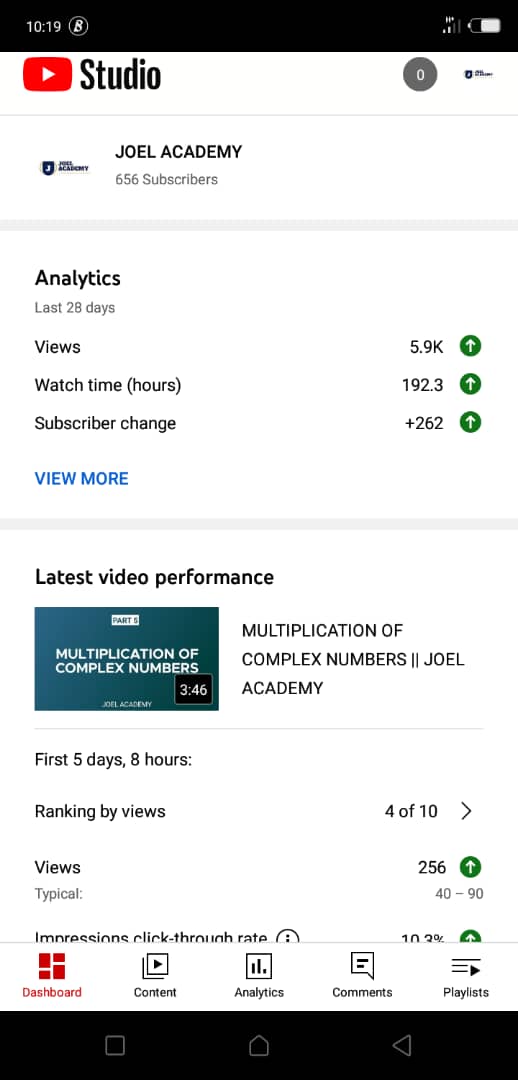 10:19
Studio
0
JOEL ACADEMY
JOEL ACADEMY
656 Subscribers
Analytics
Last 28 days
Views 5.9K
Watch time (hours) 192.3
Subscriber change +262
VIEW MORE
Latest video performance
PART 5
MULTIPLICATION OF
COMPLEX NUMBERS
3:46
JOEL ACADEMY
MULTIPLICATION OF
COMPLEX NUMBERS || JOEL
ACADEMY
First 5 days, 8 hours:
Ranking by views 4 of 10
Views 256
Typical: 40 – 90
Impressions click-through rate 10.3%
Dashboard Content Analytics Comments Playlists